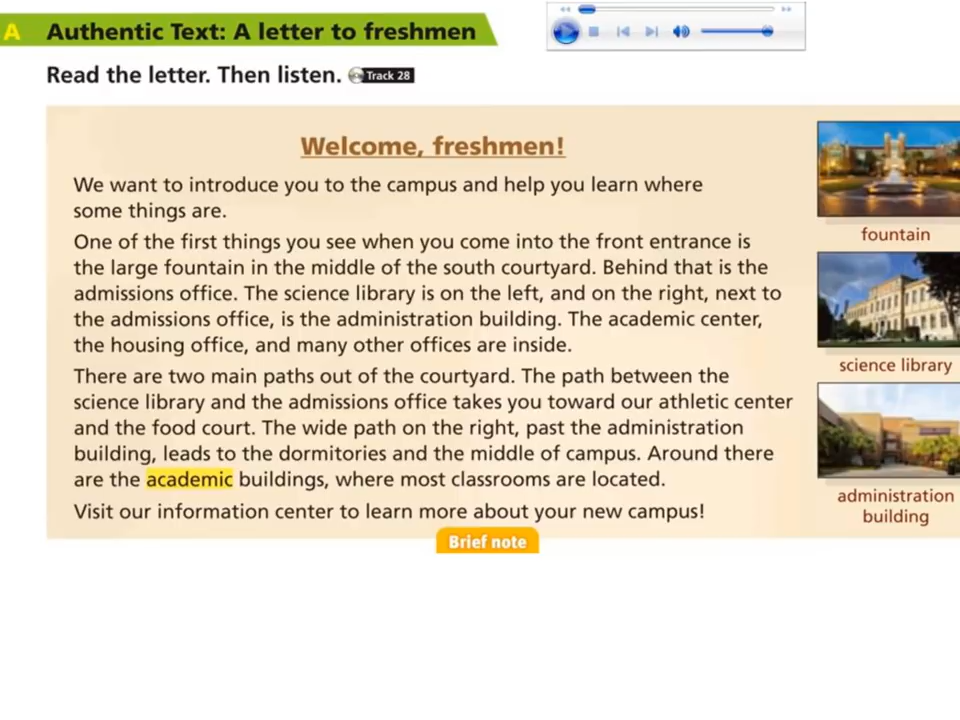 A Authentic Text: A letter to freshmen
Read the letter. Then listen. Track 28
Welcome, freshmen!
We want to introduce you to the campus and help you learn where
some things are.
One of the first things you see when you come into the front entrance is
the large fountain in the middle of the south courtyard. Behind that is the
admissions office. The science library is on the left, and on the right, next to
the admissions office, is the administration building. The academic center,
the housing office, and many other offices are inside.
There are two main paths out of the courtyard. The path between the
science library and the admissions office takes you toward our athletic center
and the food court. The wide path on the right, past the administration
building, leads to the dormitories and the middle of campus. Around there
are the academic buildings, where most classrooms are located.
Visit our information center to learn more about your new campus!
Brief note
fountain
science library
administration
building